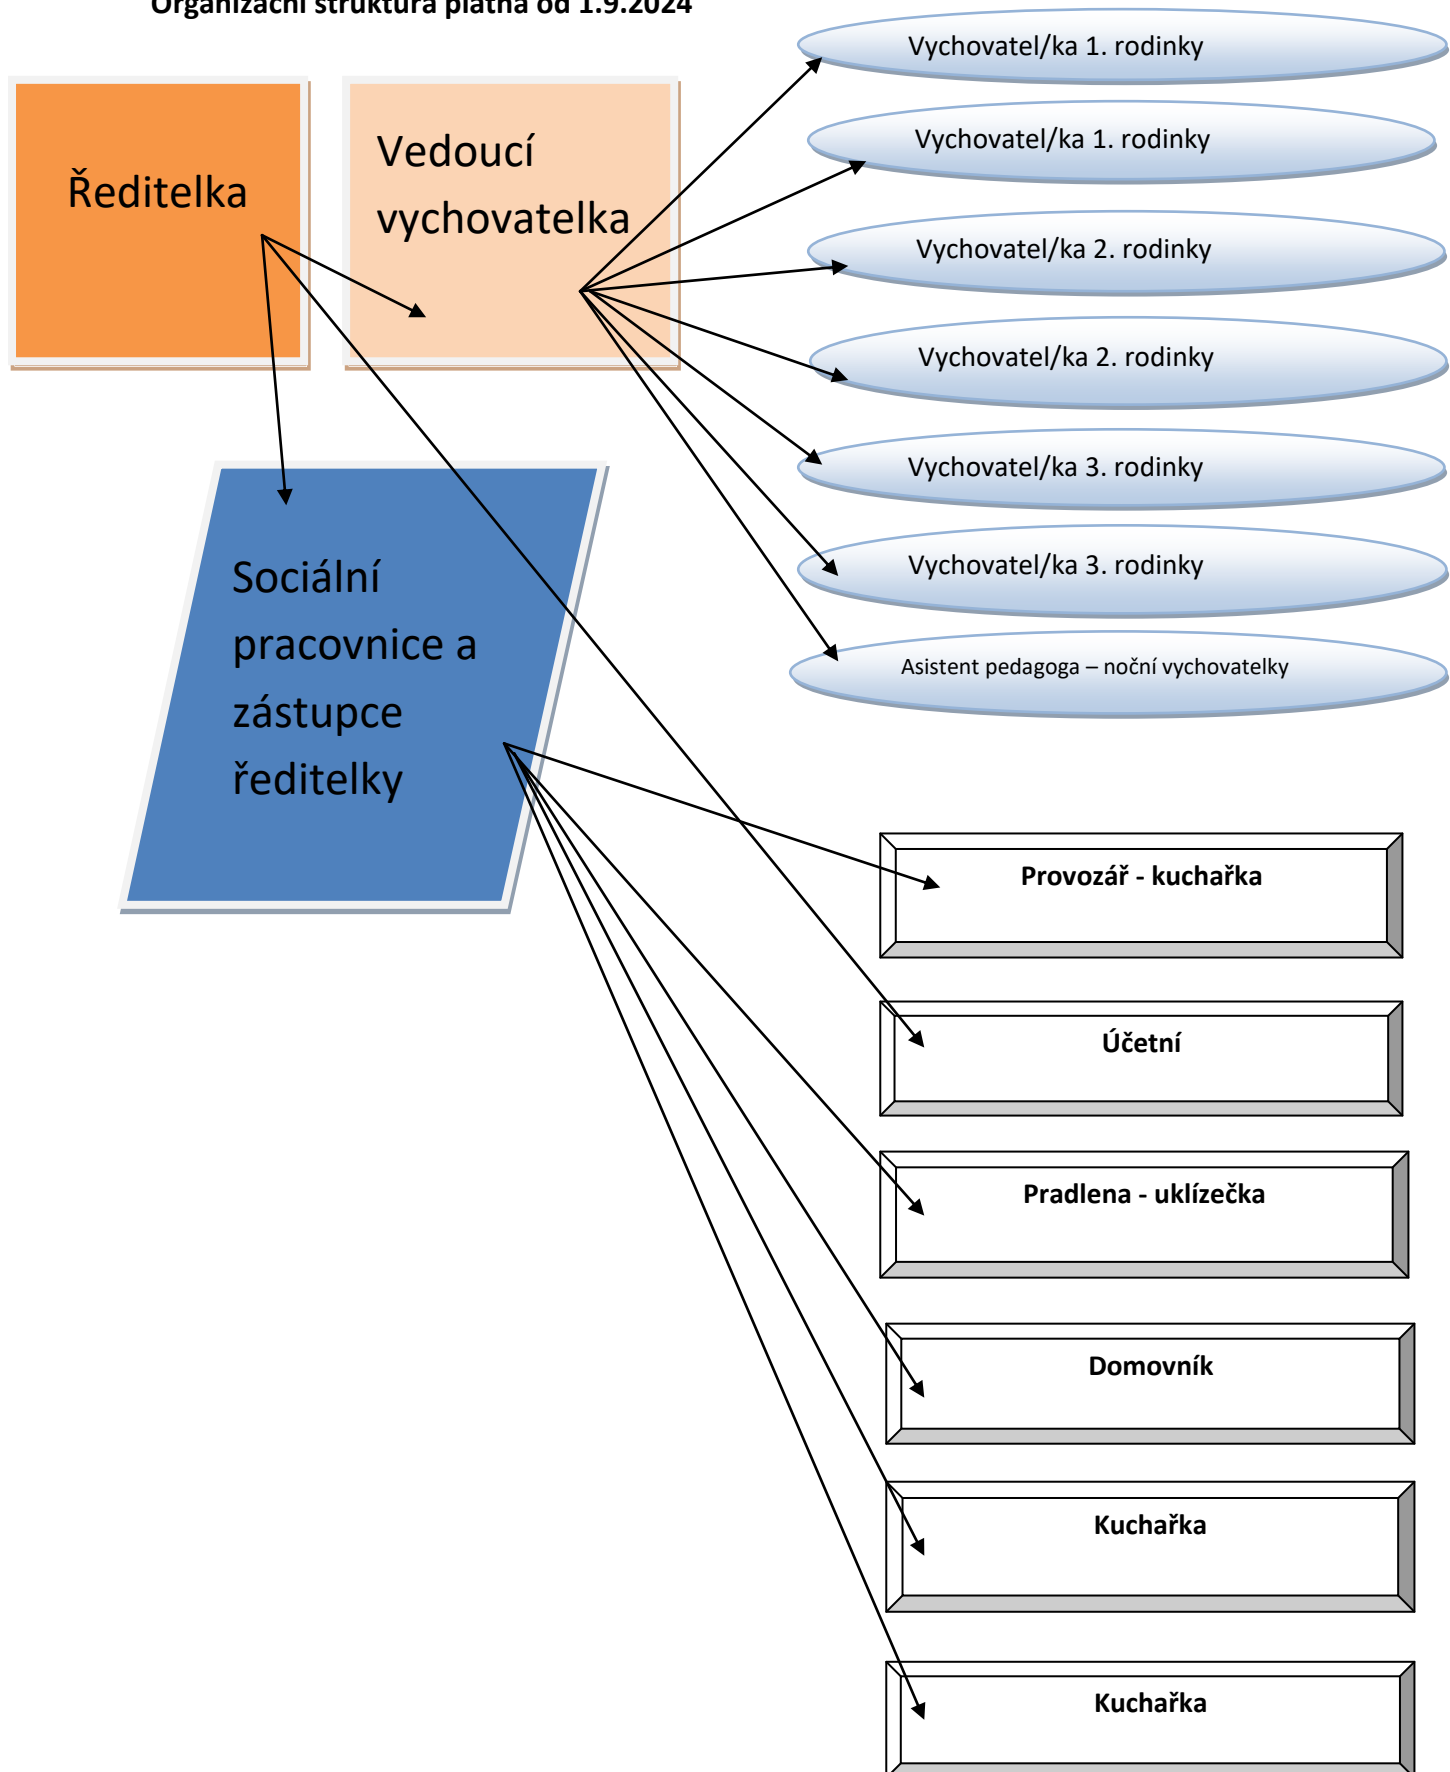 Organizační struktura platná od 1.9.2024
Ředitelka
Vedoucí
vychovatelka
Vychovatel/ka 1. rodinky
Vychovatel/ka 1. rodinky
Vychovatel/ka 2. rodinky
Vychovatel/ka 2. rodinky
Vychovatel/ka 3. rodinky
Vychovatel/ka 3. rodinky
Asistent pedagoga – noční vychovatelky
Sociální
pracovnice a
zástupce
ředitelky
Provozář - kuchařka
Účetní
Pradlena - uklízečka
Domovník
Kuchařka
Kuchařka